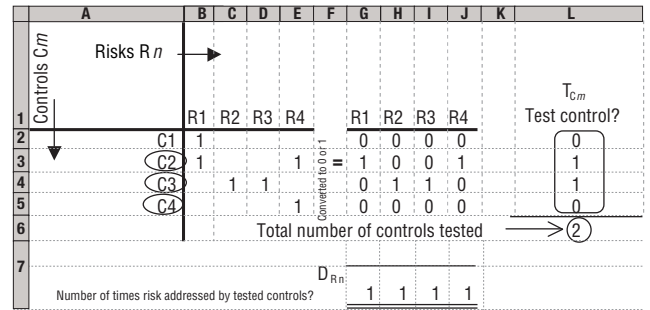 A B C D E F G H I J K L
Controls Cm
Risks R n
T Cm
1 R1 R2 R3 R4 R1 R2 R3 R4 Test control?
2 C1 1 0 0 0 0 0
3 C2 1 1 = 1 0 0 1 1
4 C3 1 1 0 1 1 0 1
5 C4 1 0 0 0 0 0
Converted to 0 or 1
6 Total number of controls tested 2
7
D Rn
Number of times risk addressed by tested controls? 1 1 1 1